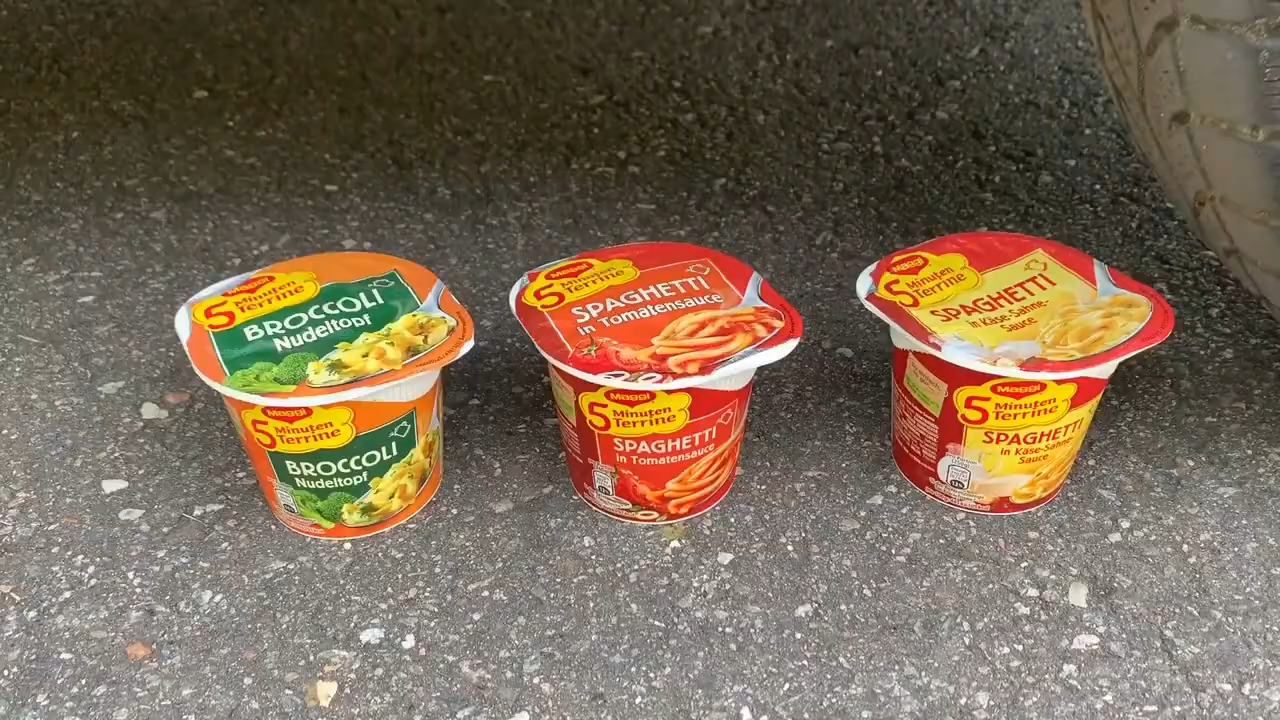 Maggi
5 Minuten
Terrine
BROCCOLI
Nudeltopf
Maggi
5 Minuten
Terrine
BROCCOLI
Nudeltopf
Maggi
5 Minuten
Terrine
SPAGHETTI
in Tomatensauce
Maggi
5 Minuten
Terrine
SPAGHETTI
in Tomatensauce
Maggi
5 Minuten
Terrine
SPAGHETTI
in Käse-Sahne-
Sauce
Maggi
5 Minuten
Terrine
SPAGHETTI
in Käse-Sahne-
Sauce